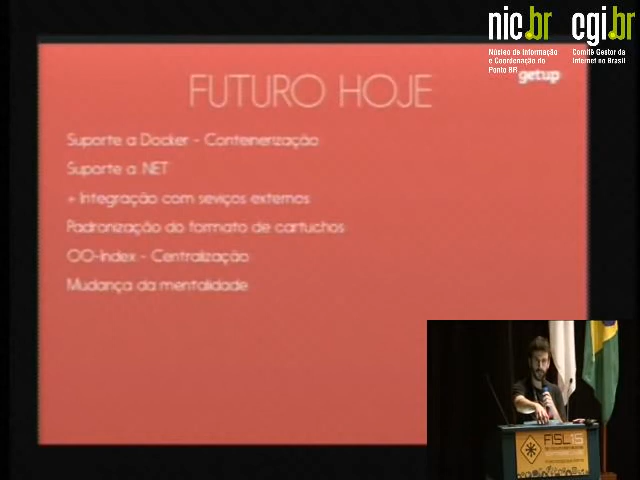 nic.br cgi.br
Núcleo de Informação
e Coordenação do
Ponto BR
Comitê Gestor da
Internet no Brasil
getup
FUTURO HOJE
Suporte a Docker - Conteinerização
Suporte a .NET
+ Integração com seviços externos
Padronização do formato de cartuchos
OO-Index - Centralização
Mudança da mentalidade
FISL15